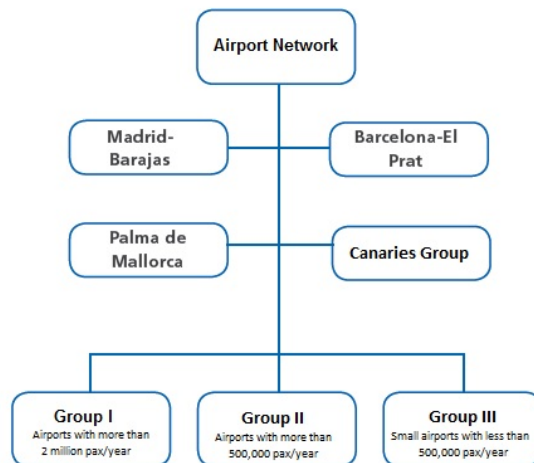 Airport Network
Madrid-
Barajas
Barcelona-El
Prat
Palma de
Mallorca
Canaries Group
Group I
Airports with more than
2 million pax/year
Group II
Airports with more than
500,000 pax/year
Group III
Small airports with less than
500,000 pax/year